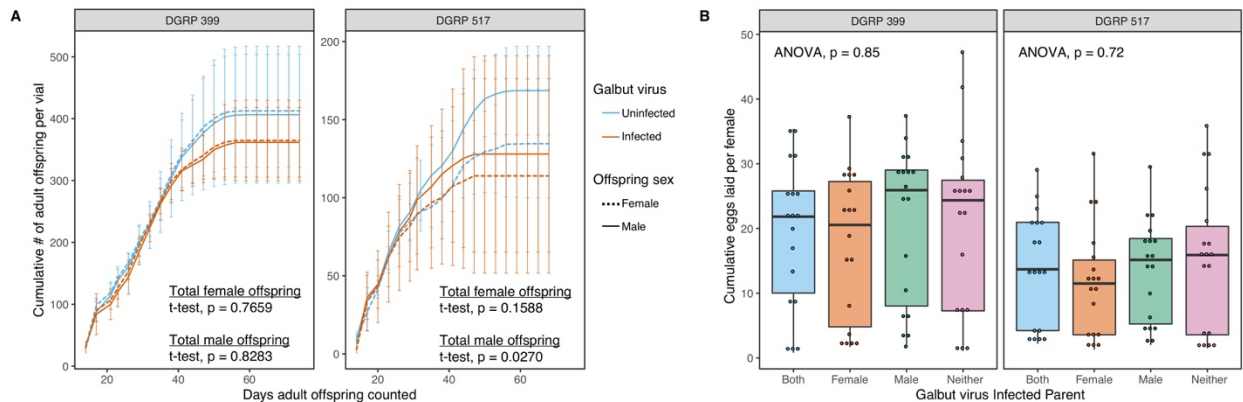 A
DGRP 399
DGRP 517
Cumulative # of adult offspring per vial
500
400
300
200
100
0
200
150
100
50
0
Total female offspring
t-test, p = 0.7659
Total male offspring
t-test, p = 0.8283
Total female offspring
t-test, p = 0.1588
Total male offspring
t-test, p = 0.0270
20
40
60
20
40
60
Days adult offspring counted
Galbut virus
Uninfected
Infected
Offspring sex
Female
Male
B
DGRP 399
DGRP 517
Cumulative eggs laid per female
50
40
30
20
10
0
ANOVA, p = 0.85
ANOVA, p = 0.72
Both
Female
Male
Neither
Both
Female
Male
Neither
Galbut virus Infected Parent